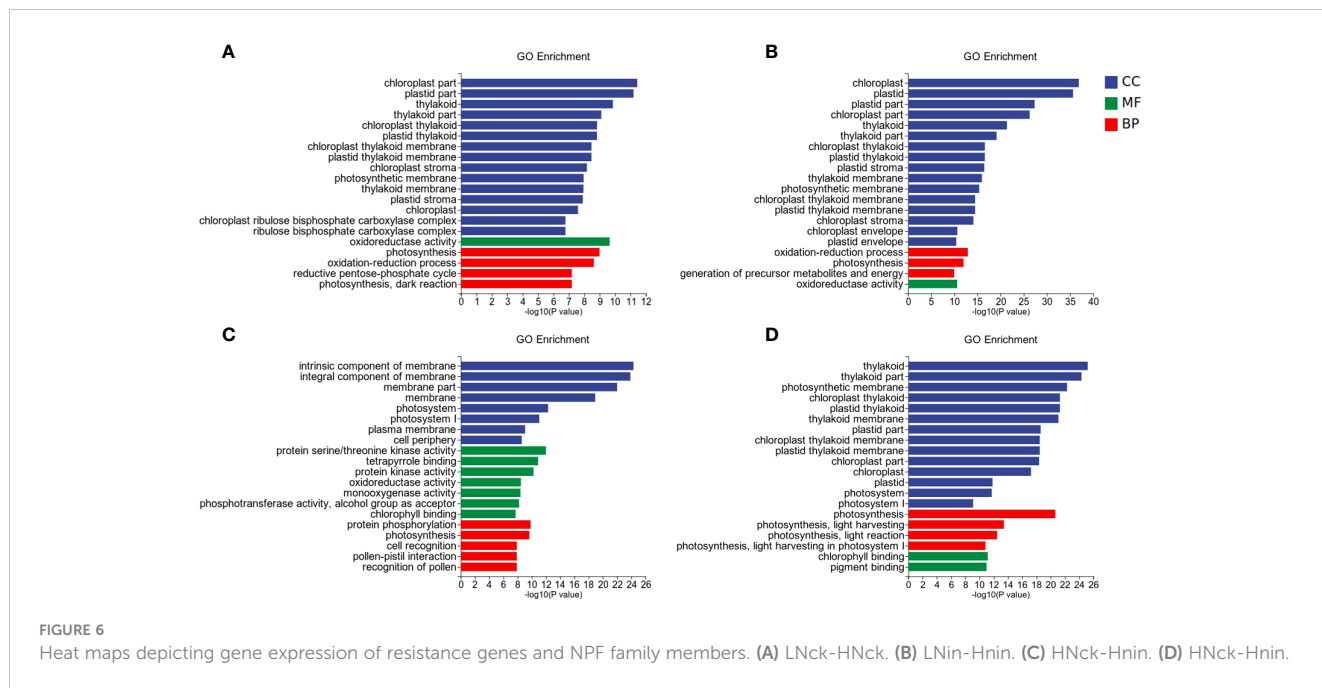 A
GO Enrichment
chloroplast part
plastid part
thylakoid
thylakoid part
chloroplast thylakoid
plastid thylakoid
chloroplast thylakoid membrane
plastid thylakoid membrane
chloroplast stroma
photosynthetic membrane
thylakoid membrane
plastid stroma
chloroplast
chloroplast ribulose bisphosphate carboxylase complex
ribulose bisphosphate carboxylase complex
oxidoreductase activity
photosynthesis
oxidation-reduction process
reductive pentose-phosphate cycle
photosynthesis, dark reaction
0 1 2 3 4 5 6 7 8 9 10 11 12
-log10(P value)
B
GO Enrichment
chloroplast
plastid
plastid part
chloroplast part
thylakoid
thylakoid part
chloroplast thylakoid
plastid thylakoid
plastid stroma
thylakoid membrane
photosynthetic membrane
chloroplast thylakoid membrane
plastid thylakoid membrane
chloroplast stroma
chloroplast envelope
plastid envelope
oxidation-reduction process
photosynthesis
generation of precursor metabolites and energy
oxidoreductase activity
0 5 10 15 20 25 30 35 40
-log10(P value)
CC
MF
BP
C
GO Enrichment
intrinsic component of membrane
integral component of membrane
membrane part
membrane
photosystem
photosystem I
plasma membrane
cell periphery
protein serine/threonine kinase activity
tetrapyrrole binding
protein kinase activity
oxidoreductase activity
monooxygenase activity
phosphotransferase activity, alcohol group as acceptor
chlorophyll binding
protein phosphorylation
photosynthesis
cell recognition
pollen-pistil interaction
recognition of pollen
0 2 4 6 8 10 12 14 16 18 20 22 24 26
-log10(P value)
D
GO Enrichment
thylakoid
thylakoid part
photosynthetic membrane
chloroplast thylakoid
plastid thylakoid
thylakoid membrane
plastid part
chloroplast thylakoid membrane
plastid thylakoid membrane
chloroplast part
chloroplast
plastid
photosystem
photosystem I
photosynthesis
photosynthesis, light harvesting
photosynthesis, light reaction
photosynthesis, light harvesting in photosystem I
chlorophyll binding
pigment binding
0 2 4 6 8 10 12 14 16 18 20 22 24 26
-log10(P value)
FIGURE 6
Heat maps depicting gene expression of resistance genes and NPF family members. (A) LNck-HNck. (B) LNin-Hnin. (C) HNck-Hnin. (D) HNck-Hnin.